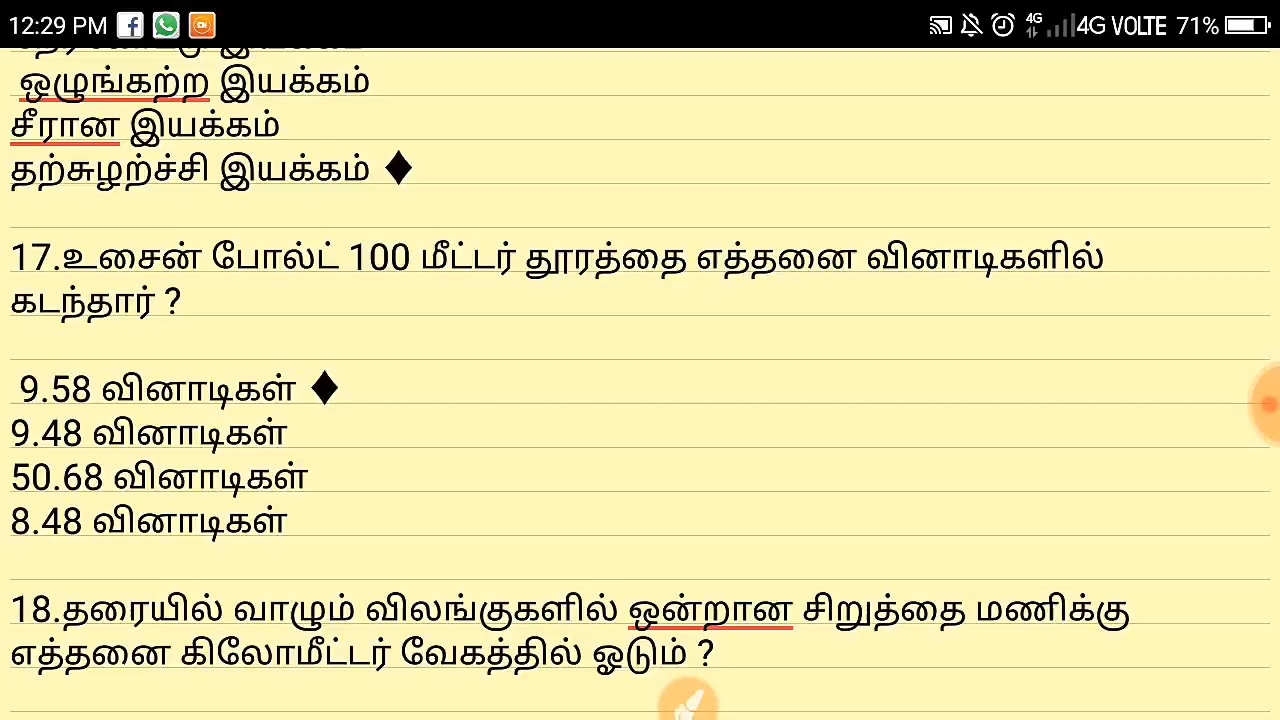 12:29 PM 4G 4G VOLTE 71%
ஒழுங்கற்ற இயக்கம்
சீரான இயக்கம்
தற்சுழற்ச்சி இயக்கம் ♦
17.உசைன் போல்ட் 100 மீட்டர் தூரத்தை எத்தனை வினாடிகளில்
கடந்தார் ?
9.58 வினாடிகள் ♦
9.48 வினாடிகள்
50.68 வினாடிகள்
8.48 வினாடிகள்
18.தரையில் வாழும் விலங்குகளில் ஒன்றான சிறுத்தை மணிக்கு
எத்தனை கிலோமீட்டர் வேகத்தில் ஓடும் ?